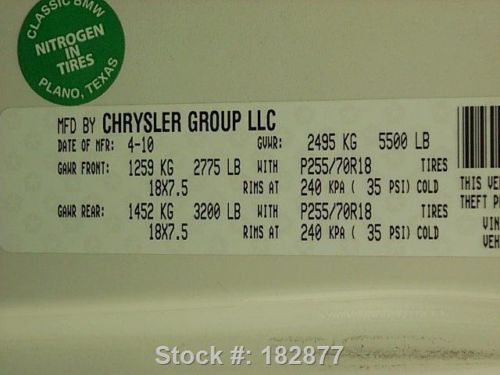 CLASSIC BMW
NITROGEN
IN
TIRES
PLANO, TEXAS
MFD BY CHRYSLER GROUP LLC
DATE OF MFR: 4-10 GVWR: 2495 KG 5500 LB
GAWR FRONT: 1259 KG 2775 LB WITH P255/70R18 TIRES
18X7.5 RIMS AT 240 KPA ( 35 PSI) COLD
GAWR REAR: 1452 KG 3200 LB WITH P255/70R18 TIRES
18X7.5 RIMS AT 240 KPA ( 35 PSI) COLD
THIS VE
THEFT P
VIN
VEH
Stock #: 182877